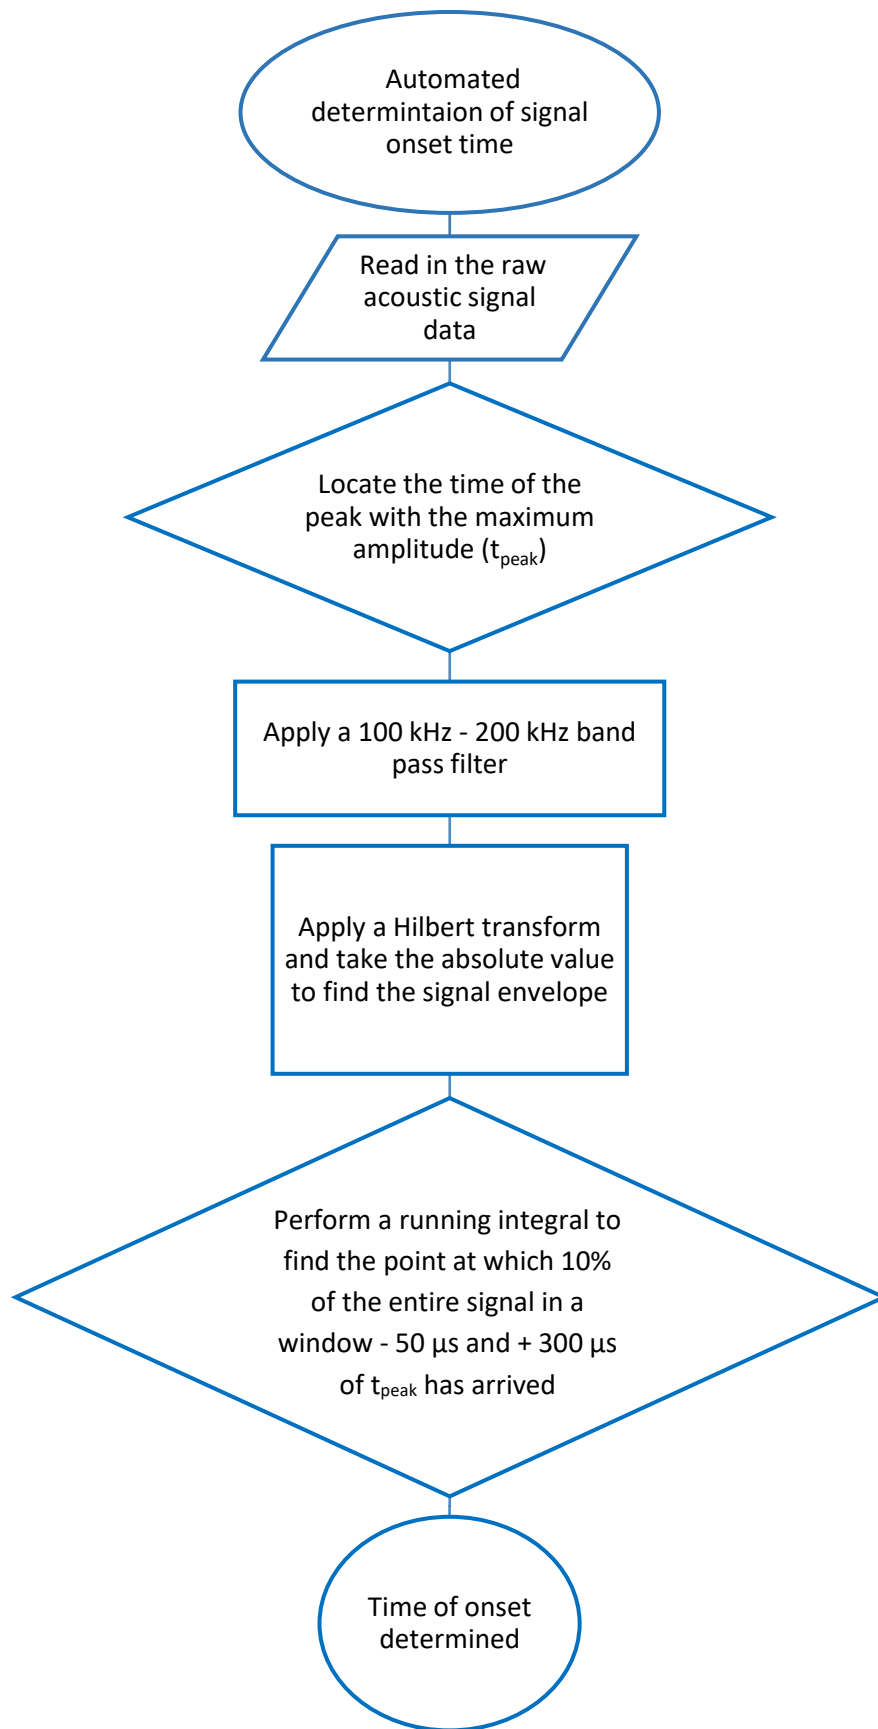 Automated
determintaion of signal
onset time
Read in the raw
acoustic signal
data
Locate the time of the
peak with the maximum
amplitude (tpeak)
Apply a 100 kHz - 200 kHz band
pass filter
Apply a Hilbert transform
and take the absolute value
to find the signal envelope
Perform a running integral to
find the point at which 10%
of the entire signal in a
window - 50 μs and + 300 μs
of tpeak has arrived
Time of onset
determined